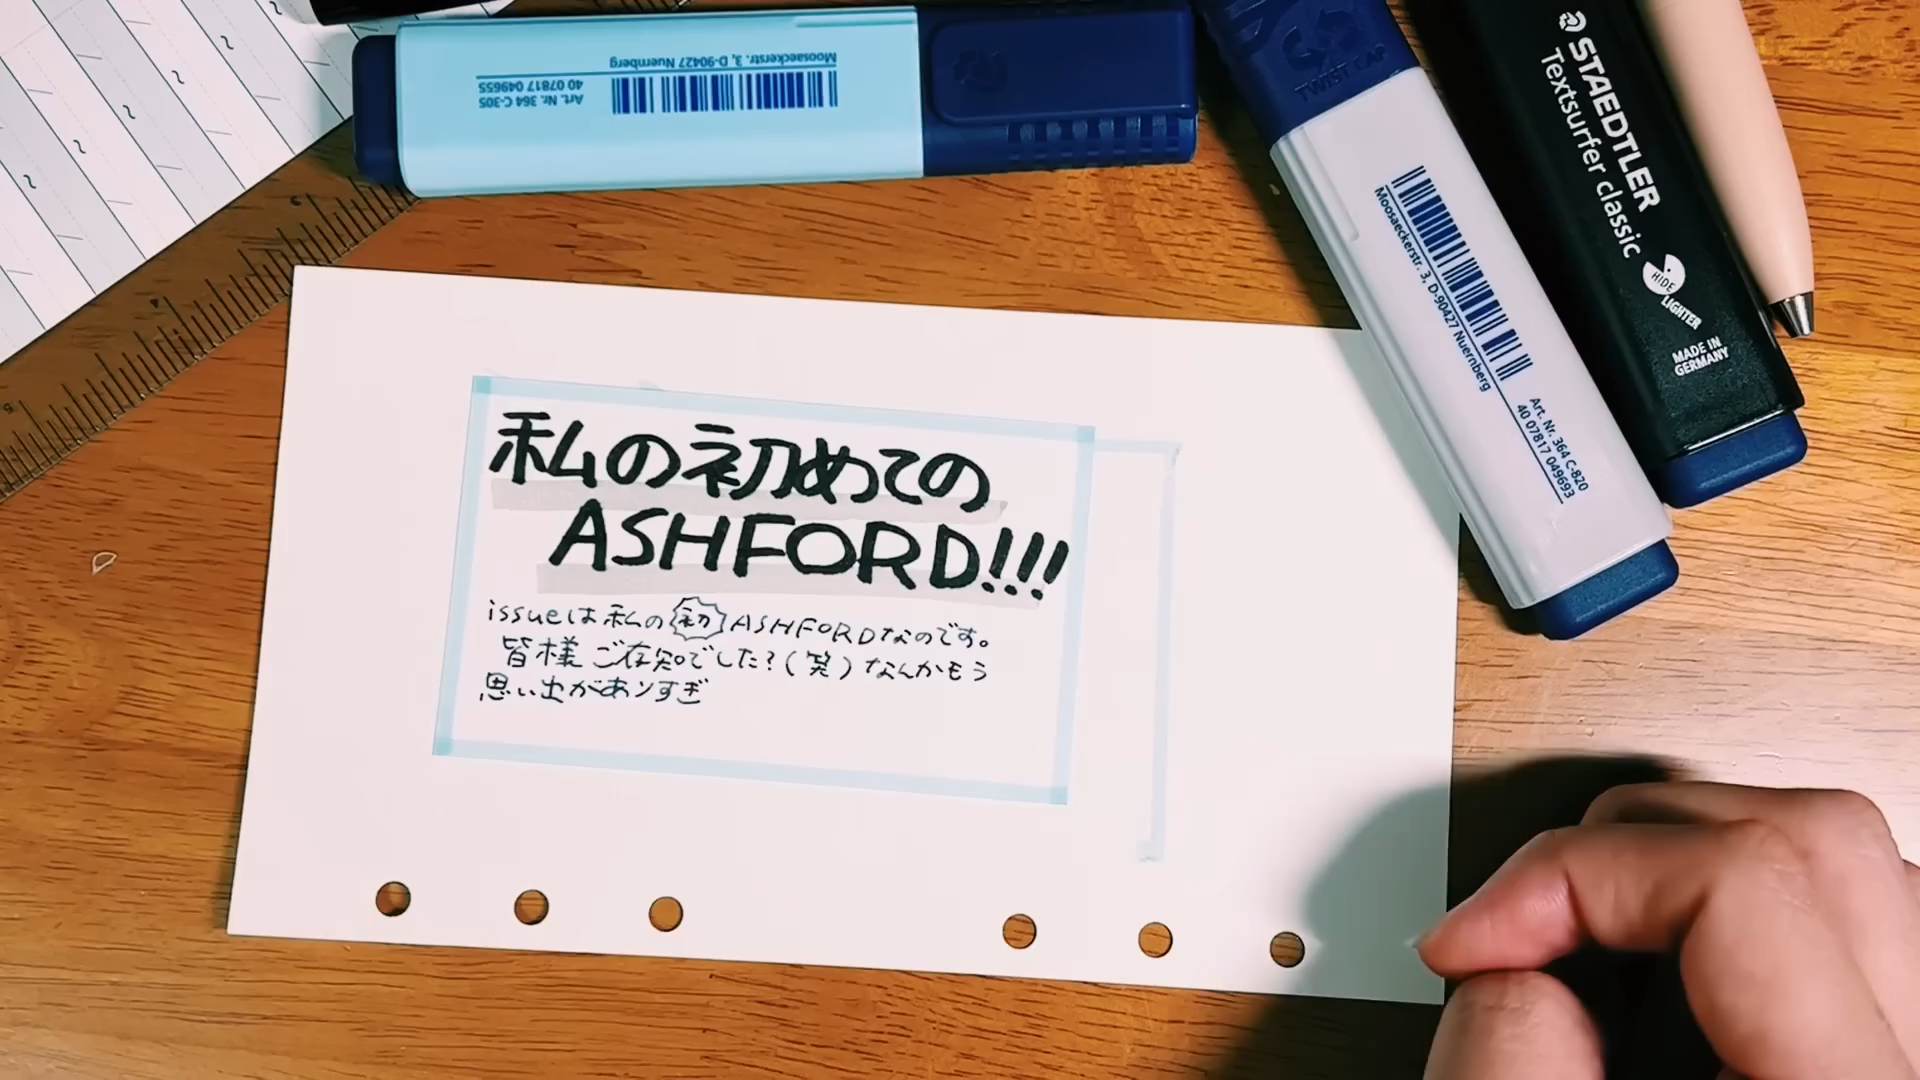 私の初めての
ASHFORD!!!
issueは私の初ASHFORDなのです。
皆様ご存知でした?(笑)なんかもう
思い出がありすぎ
Moosaeckerstr. 3, D-90427 Nuernberg
Art. Nr. 364 C-305
40 07817 049655
TWIST CAP
Moosaeckerstr. 3, D-90427 Nuernberg
Art. Nr. 364 C-820
40 07817 049693
STAEDTLER
Textsurfer classic
HIDE
LIGHTER
MADE IN
GERMANY